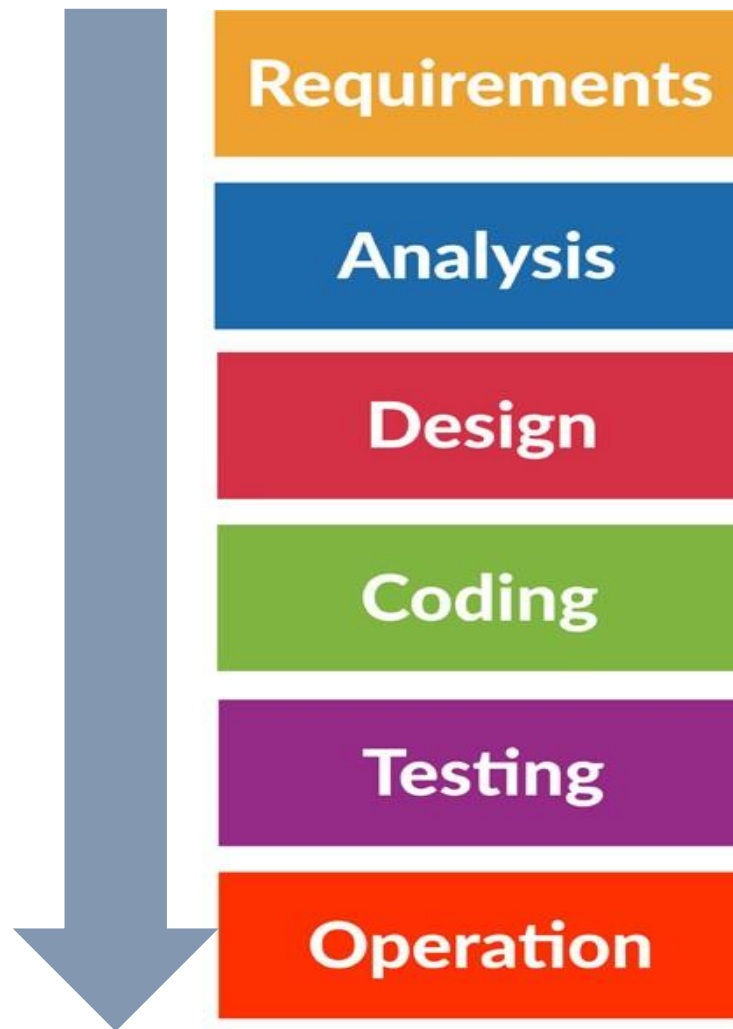 Requirements
Analysis
Design
Coding
Testing
Operation